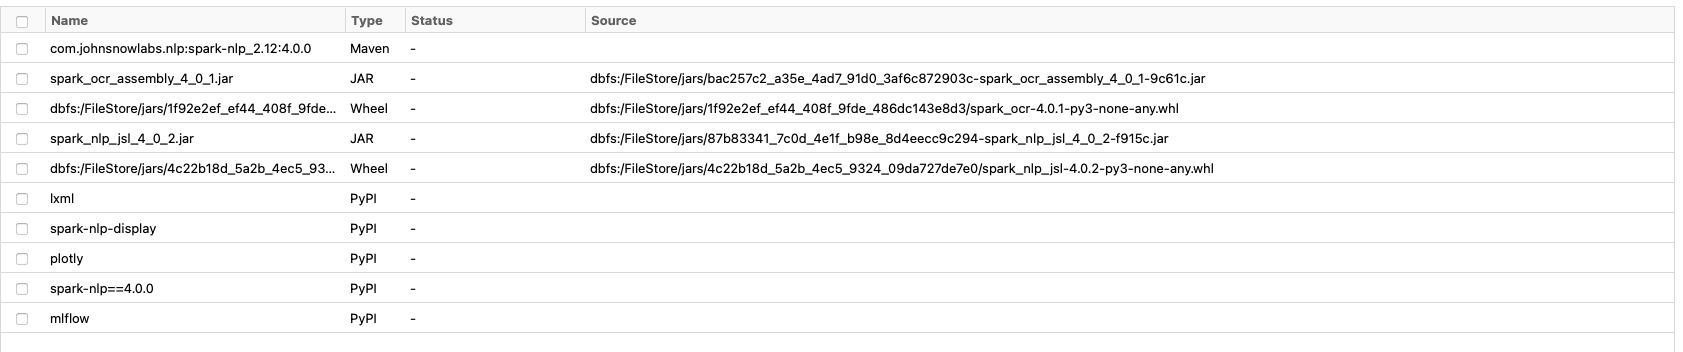 Name Type Status Source
com.johnsnowlabs.nlp:spark-nlp_2.12:4.0.0 Maven -
spark_ocr_assembly_4_0_1.jar JAR - dbfs:/FileStore/jars/bac257c2_a35e_4ad7_91d0_3af6c872903c-spark_ocr_assembly_4_0_1-9c61c.jar
dbfs:/FileStore/jars/1f92e2ef_ef44_408f_9fde... Wheel - dbfs:/FileStore/jars/1f92e2ef_ef44_408f_9fde_486dc143e8d3/spark_ocr-4.0.1-py3-none-any.whl
spark_nlp_jsl_4_0_2.jar JAR - dbfs:/FileStore/jars/87b83341_7c0d_4e1f_b98e_8d4eecc9c294-spark_nlp_jsl_4_0_2-f915c.jar
dbfs:/FileStore/jars/4c22b18d_5a2b_4ec5_93... Wheel - dbfs:/FileStore/jars/4c22b18d_5a2b_4ec5_9324_09da727de7e0/spark_nlp_jsl-4.0.2-py3-none-any.whl
lxml PyPI -
spark-nlp-display PyPI -
plotly PyPI -
spark-nlp==4.0.0 PyPI -
mlflow PyPI -